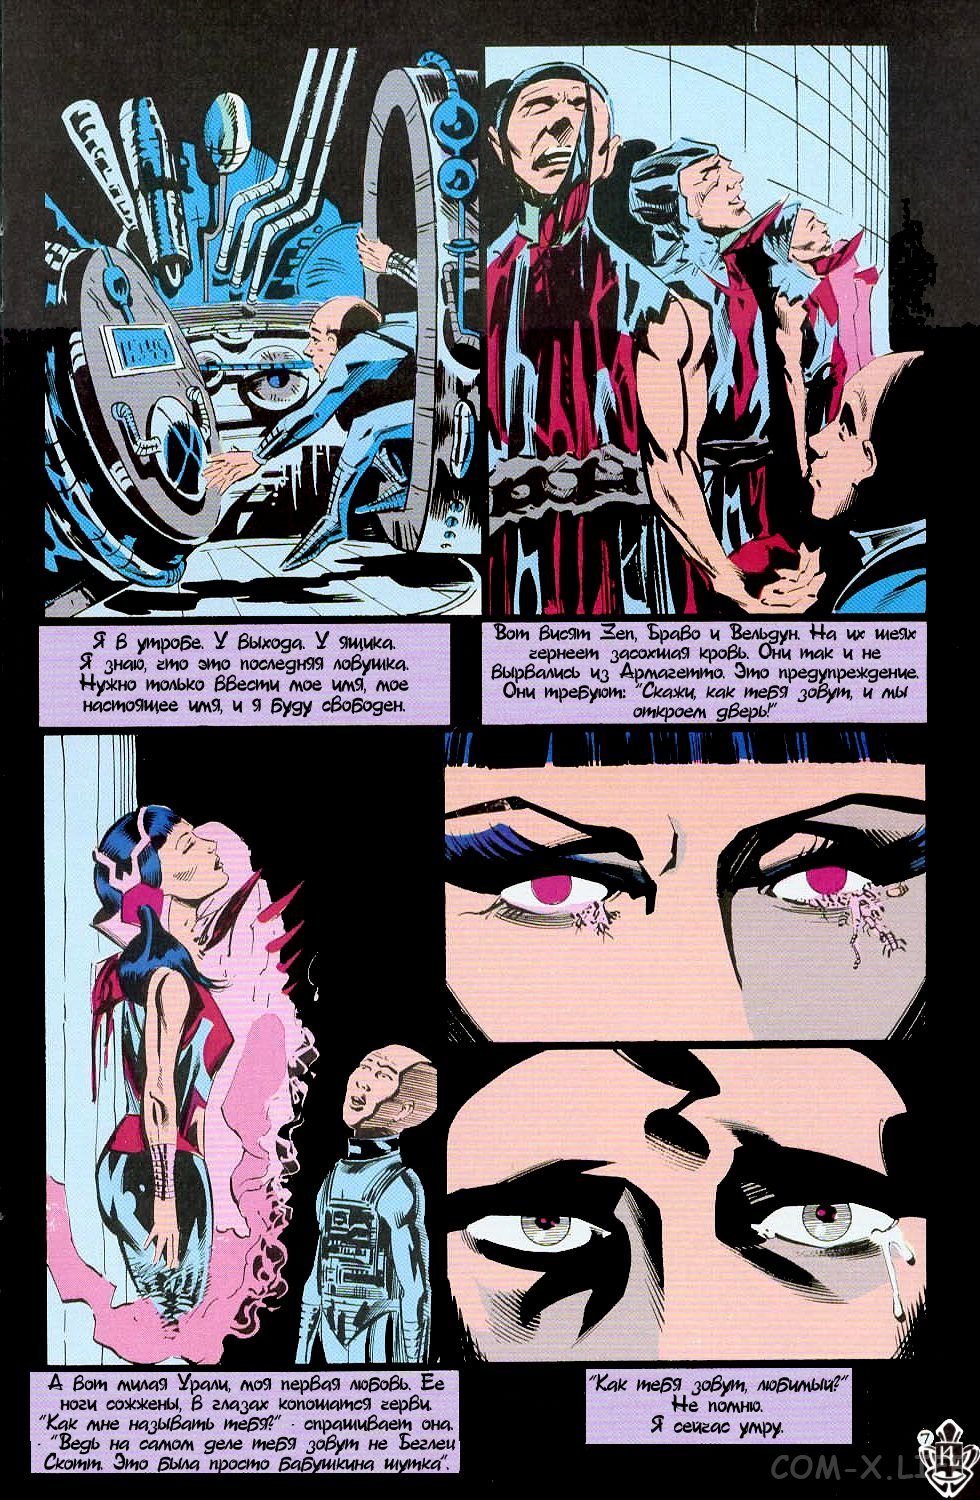 Я в утробе. У выхода. У ящика.
Я знаю, что это последняя ловушка.
Нужно только ввести мое имя, мое
настоящее имя, и я буду свободен.
Вот висят Зеп, Браво и Вельдун. На их шеях
чернеет засохшая кровь. Они так и не
вырвались из Армагетто. Это предупреждение.
Они требуют: "Скажи, как тебя зовут, и мы
откроем дверь!"
А вот милая Урали, моя первая любовь. Ее
ноги сожжены, в глазах копошатся черви.
"Как мне называть тебя?" - спрашивает она.
- "Ведь на самом деле тебя зовут не Беглец
Скотт. Это была просто бабушкина шутка".
"Как тебя зовут, любимый?"
Не помню.
Я сейчас умру.
7
KL
COM-X.LI